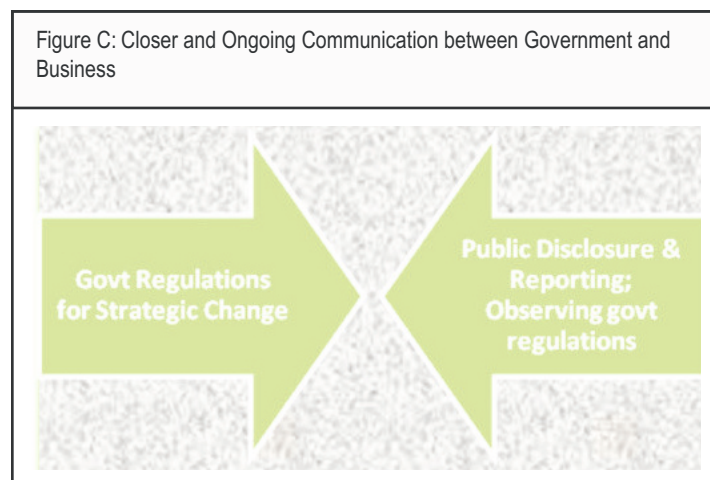 Figure C: Closer and Ongoing Communication between Government and
Business
Govt Regulations
for Strategic Change
Public Disclosure &
Reporting;
Observing govt
regulations